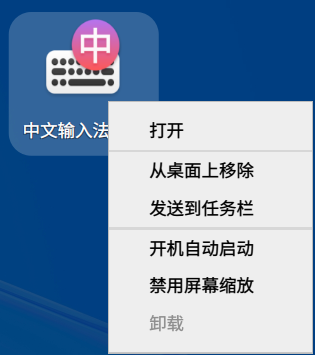 中
中文输入法
打开
从桌面上移除
发送到任务栏
开机自动启动
禁用屏幕缩放
卸载